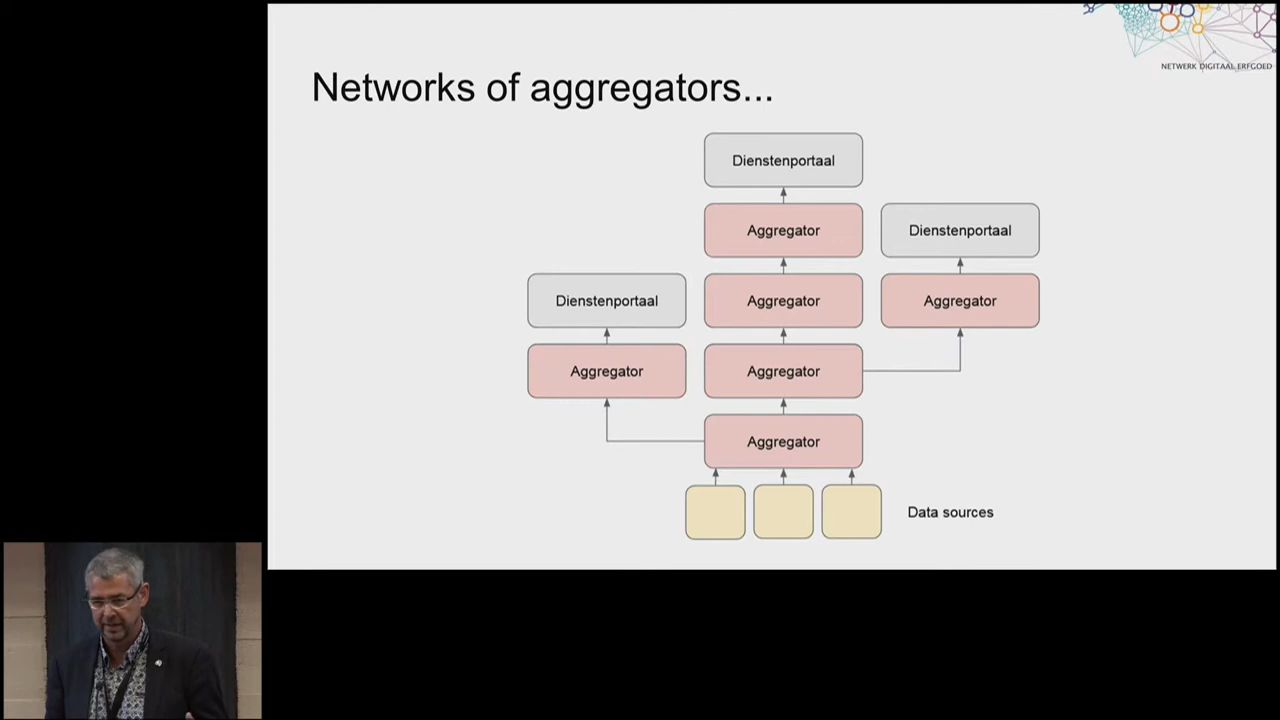 NETWERK DIGITAAL ERFGOED
Networks of aggregators...
Dienstenportaal
Aggregator
Dienstenportaal
Dienstenportaal
Aggregator
Aggregator
Aggregator
Aggregator
Aggregator
Data sources